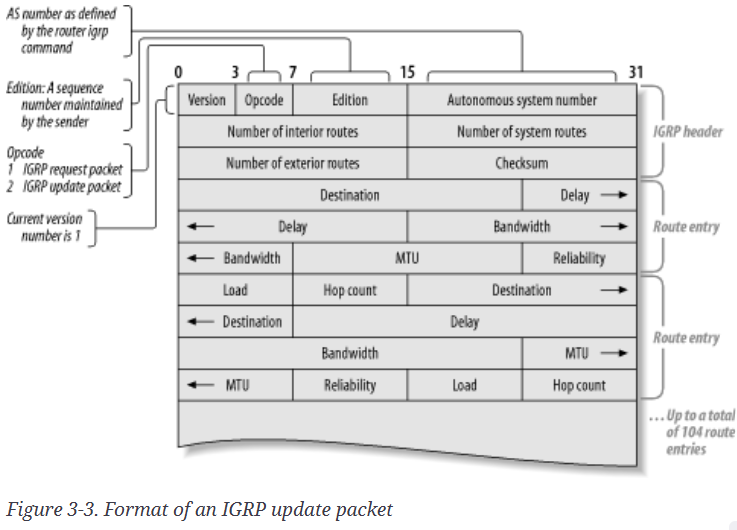 AS number as defined
by the router igrp
command
Edition: A sequence
number maintained
by the sender
Opcode
1 IGRP request packet
2 IGRP update packet
Current version
number is 1
0 3 7 15 31
Version Opcode Edition Autonomous system number
Number of interior routes Number of system routes
Number of exterior routes Checksum
Destination Delay
Delay Bandwidth
Bandwidth MTU Reliability
Load Hop count Destination
Destination Delay
Bandwidth MTU
MTU Reliability Load Hop count
IGRP header
Route entry
Route entry
...Up to a total
of 104 route
entries
Figure 3-3. Format of an IGRP update packet